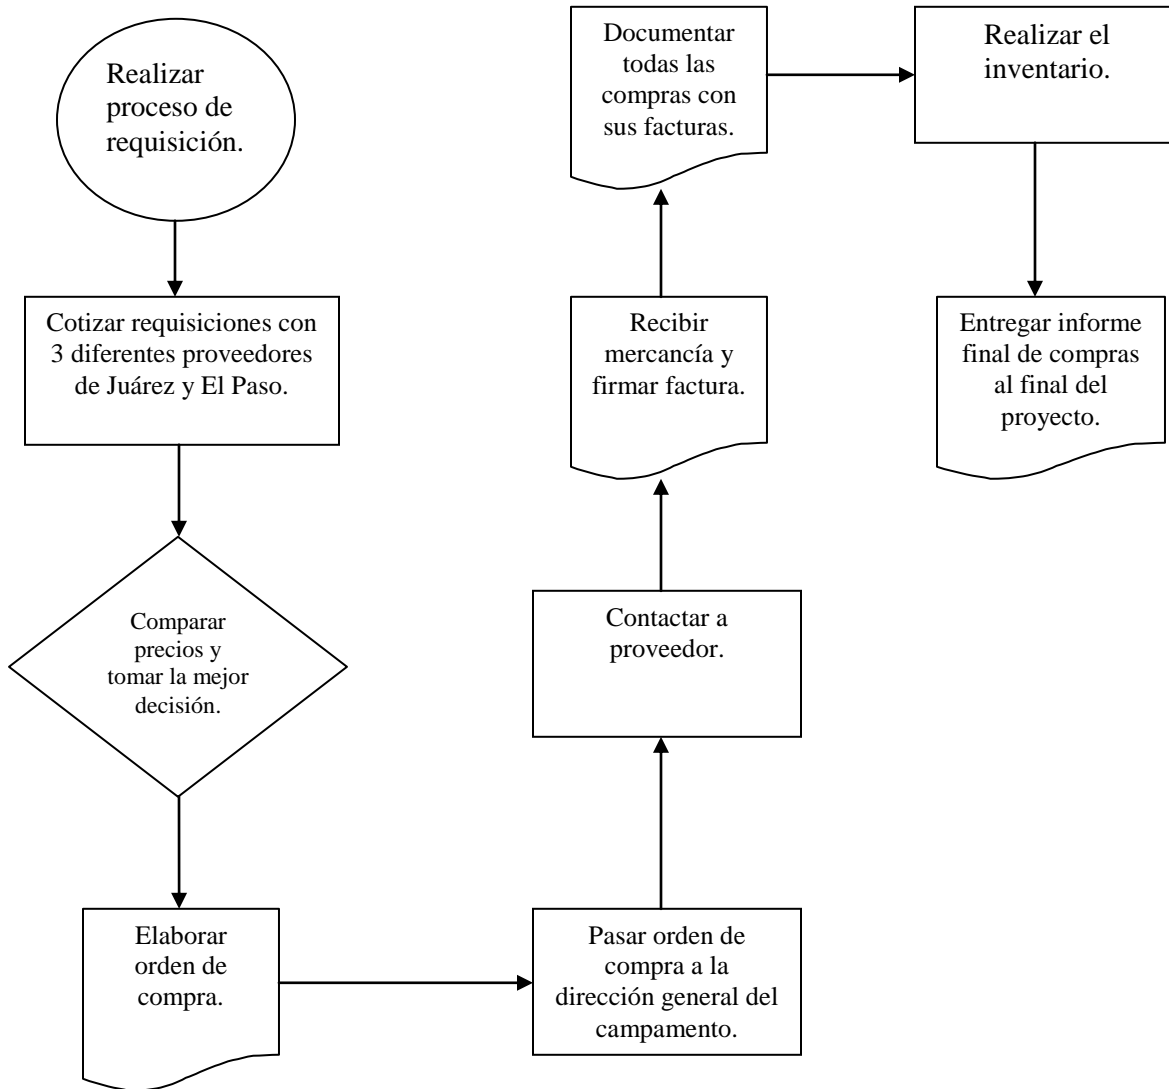 Realizar
proceso de
requisición.
Cotizar requisiciones con
3 diferentes proveedores
de Juárez y El Paso.
Comparar
precios y
tomar la mejor
decisión.
Elaborar
orden de
compra.
Pasar orden de
compra a la
dirección general del
campamento.
Contactar a
proveedor.
Recibir
mercancía y
firmar factura.
Documentar
todas las
compras con
sus facturas.
Realizar el
inventario.
Entregar informe
final de compras
al final del
proyecto.